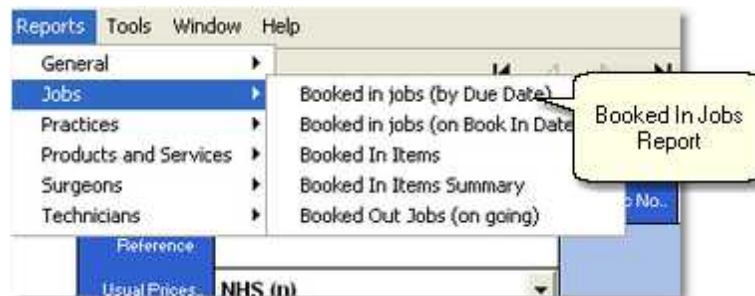 Reports Tools Window Help
General
Jobs
Practices
Products and Services
Surgeons
Technicians
Booked in jobs (by Due Date)
Booked in jobs (on Book In Date
Booked In Items
Booked In Items Summary
Booked Out Jobs (on going)
Booked In Jobs
Report
No..
Reference
Usual Prices.. NHS (n)